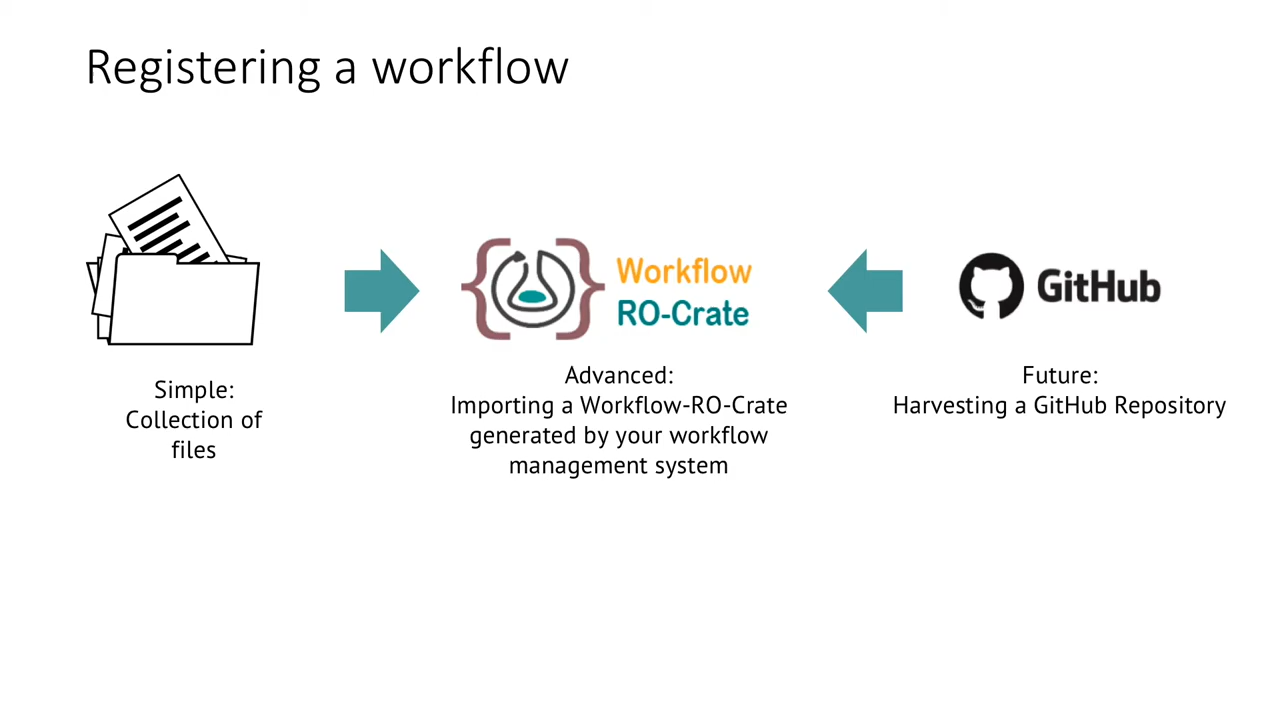 Registering a workflow
Workflow
RO-Crate
GitHub
Simple:
Collection of
files
Advanced:
Importing a Workflow-RO-Crate
generated by your workflow
management system
Future:
Harvesting a GitHub Repository